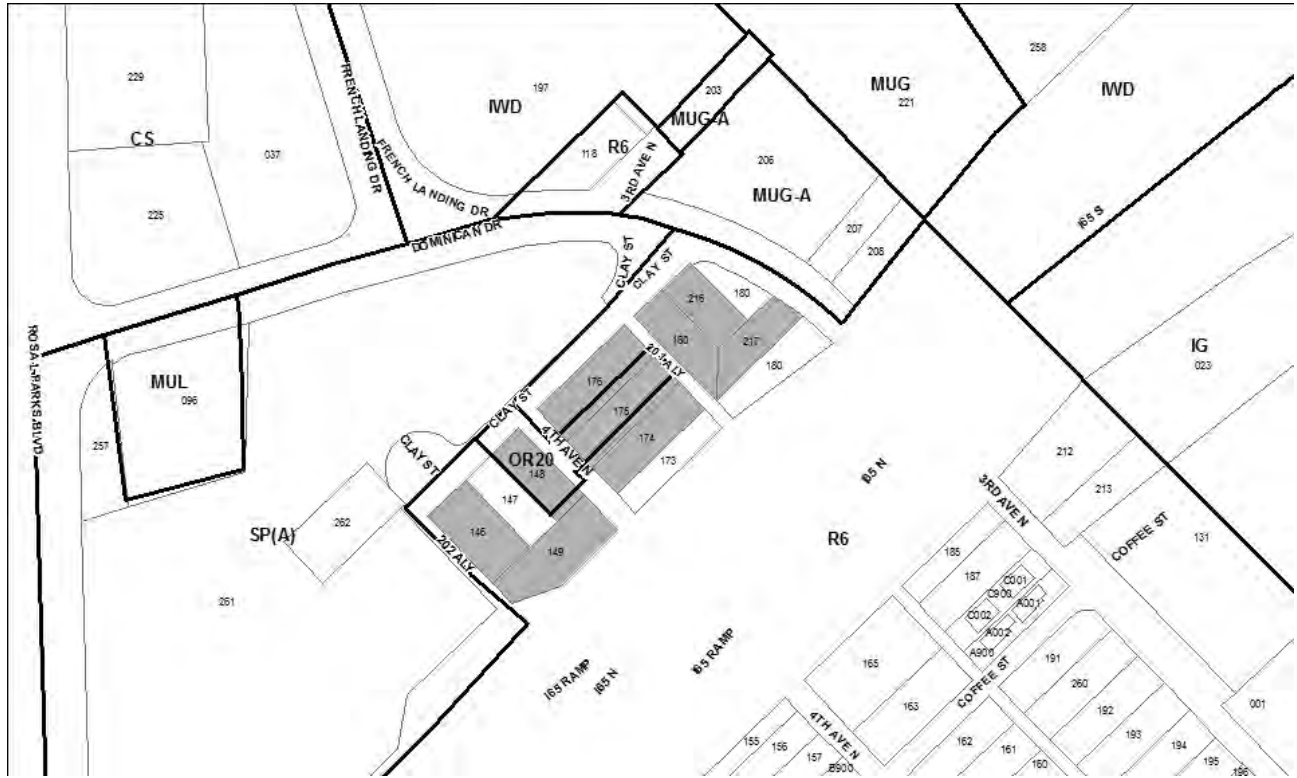 229
CS
037
225
FRENCH LANDING DR
FRENCH LANDING DR
IWD
197
118
R6
203
MUG-A
3RD AVE N
MUG
221
258
IWD
206
MUG-A
207
208
I65 S
DOMINICAN DR
CLAY ST
CLAY ST
216
180
217
180
ROSA L PARKS BLVD
MUL
096
257
IG
023
176
203 ALY
175
174
173
CLAY ST
4TH AVE N
CLAY ST
OR20
148
147
146
149
202 ALY
SP(A)
262
261
I65 N
R6
212
213
3RD AVE N
COFFEE ST
131
185
187
C001
C900
A001
C002
A002
A900
I65 RAMP
I65 N
I65 RAMP
165
163
COFFEE ST
191
260
192
193
194
195
196
001
4TH AVE N
155
156
157
B900
162
161
160